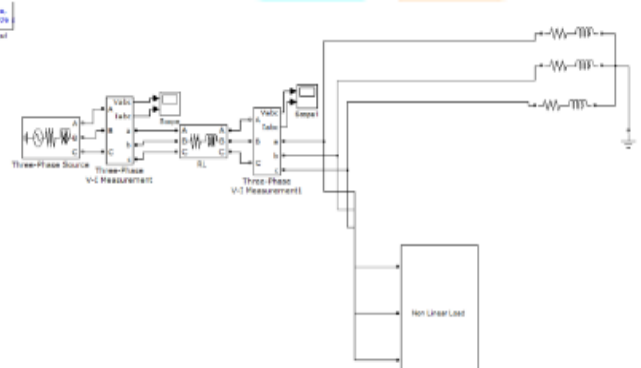 Vabc
Iabc
A
B
C
a
b
c
Three-Phase Source
Three-Phase
V-I Measurement
Scope
A
B
C
A
B
C
RL
Vabc
Iabc
A
B
C
a
b
c
Three-Phase
V-I Measurement1
Scope1
A
B
C
Non Linear Load